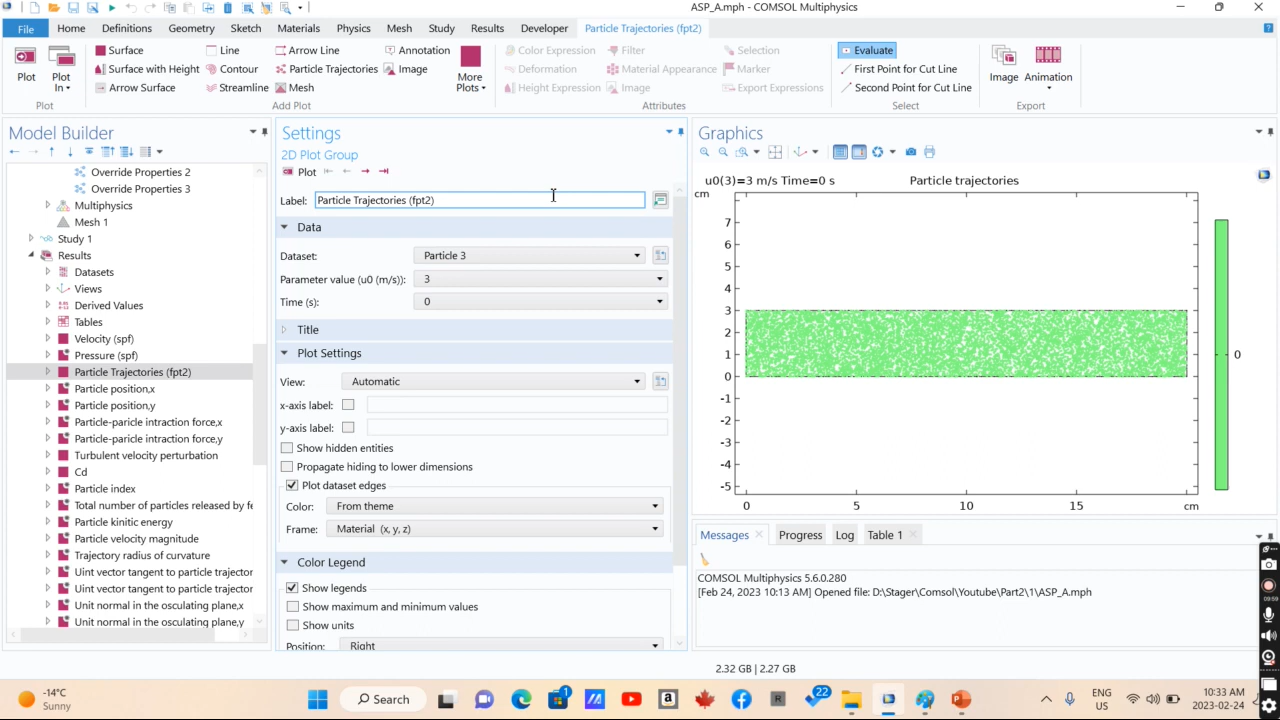 ASP_A.mph - COMSOL Multiphysics
File Home Definitions Geometry Sketch Materials Physics Mesh Study Results Developer Particle Trajectories (fpt2)
Surface Line Arrow Line Annotation Color Expression Filter Selection Evaluate
Surface with Height Contour Particle Trajectories Image Deformation Material Appearance Marker First Point for Cut Line
Arrow Surface Streamline Mesh Height Expression Image Export Expressions Second Point for Cut Line
Plot Plot In More Plots Image Animation
Plot Add Plot Attributes Select Export
Model Builder
Override Properties 2
Override Properties 3
Multiphysics
Mesh 1
Study 1
Results
Datasets
Views
Derived Values
Tables
Velocity (spf)
Pressure (spf)
Particle Trajectories (fpt2)
Particle position,x
Particle position,y
Particle-paricle intraction force,x
Particle-paricle intraction force,y
Turbulent velocity perturbation
Cd
Particle index
Total number of particles released by fe
Particle kinitic energy
Particle velocity magnitude
Trajectory radius of curvature
Uint vector tangent to particle trajector
Uint vector tangent to particle trajector
Unit normal in the osculating plane,x
Unit normal in the osculating plane,y
Settings
2D Plot Group
Plot
Label: Particle Trajectories (fpt2)
Data
Dataset: Particle 3
Parameter value (u0 (m/s)): 3
Time (s): 0
Title
Plot Settings
View: Automatic
x-axis label:
y-axis label:
Show hidden entities
Propagate hiding to lower dimensions
Plot dataset edges
Color: From theme
Frame: Material (x, y, z)
Color Legend
Show legends
Show maximum and minimum values
Show units
Position: Right
Graphics
u0(3)=3 m/s Time=0 s Particle trajectories
cm
7
6
5
4
3
2
1
0
-1
-2
-3
-4
-5
0 5 10 15 cm
0
Messages Progress Log Table 1
COMSOL Multiphysics 5.6.0.280
[Feb 24, 2023 10:13 AM] Opened file: D:\Stager\Comsol\Youtube\Part2\1\ASP_A.mph
2.32 GB | 2.27 GB
09:59
-14°C
Sunny
Search
1
22
ENG
US
10:33 AM
2023-02-24